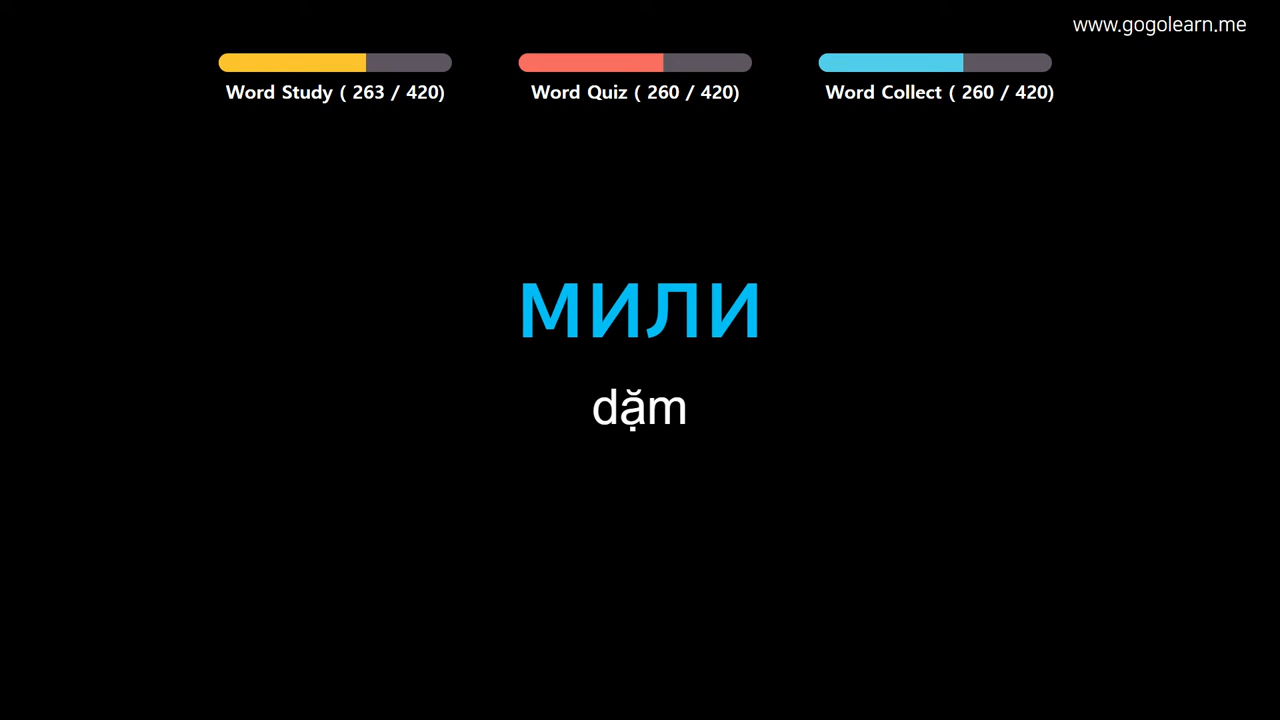 www.gogolearn.me
Word Study ( 263 / 420)
Word Quiz ( 260 / 420)
Word Collect ( 260 / 420)
мили
dặm